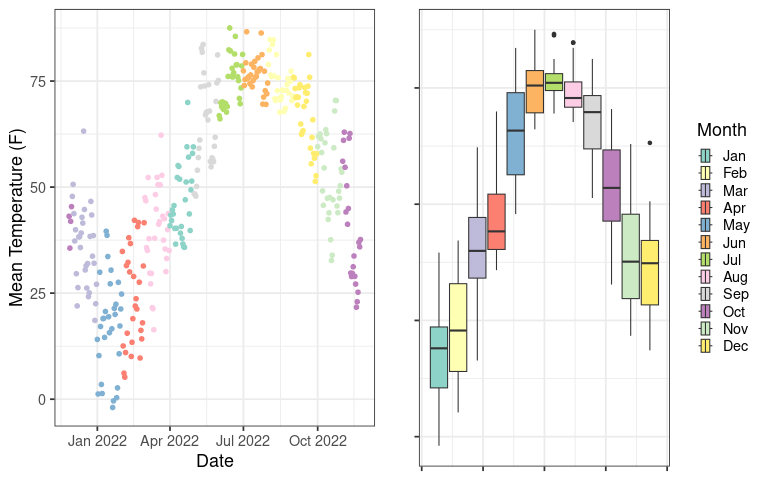 Mean Temperature (F)
75
50
25
0
Jan 2022 Apr 2022 Jul 2022 Oct 2022
Date
Month
Jan
Feb
Mar
Apr
May
Jun
Jul
Aug
Sep
Oct
Nov
Dec